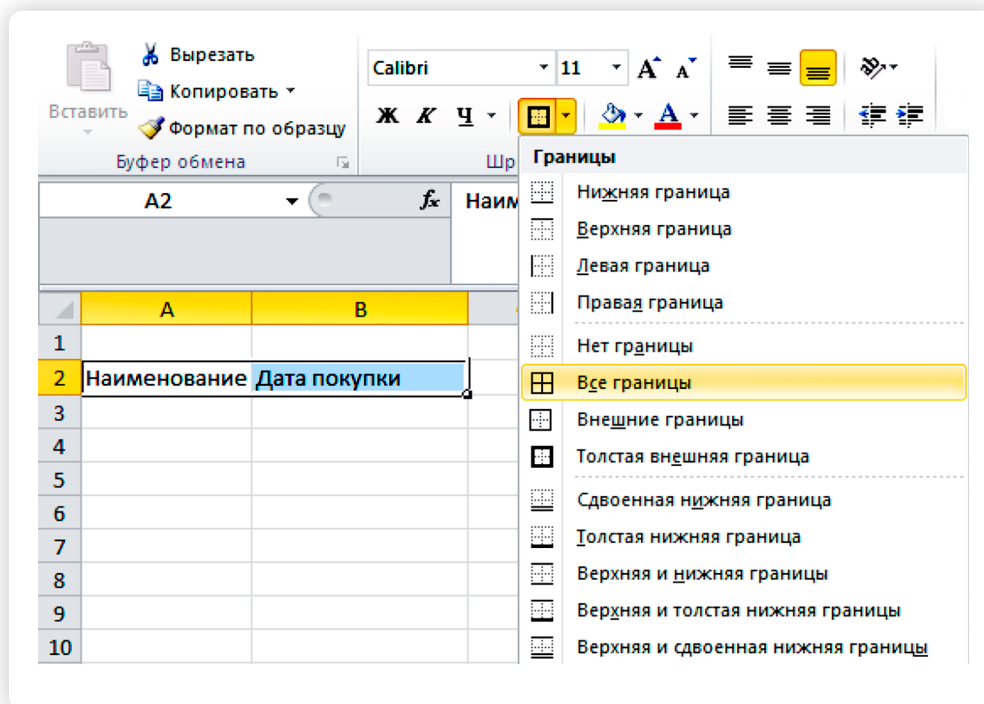 Вырезать
Копировать
Вставить
Формат по образцу
Буфер обмена
Calibri 11
А А
Ж К Ч А
Шр
Границы
Нижняя граница
Верхняя граница
Левая граница
Правая граница
Нет границы
Все границы
Внешние границы
Толстая внешняя граница
Сдвоенная нижняя граница
Толстая нижняя граница
Верхняя и нижняя границы
Верхняя и толстая нижняя границы
Верхняя и сдвоенная нижняя границы
A2 fx Наим
A B
1
2 Наименование Дата покупки
3
4
5
6
7
8
9
10